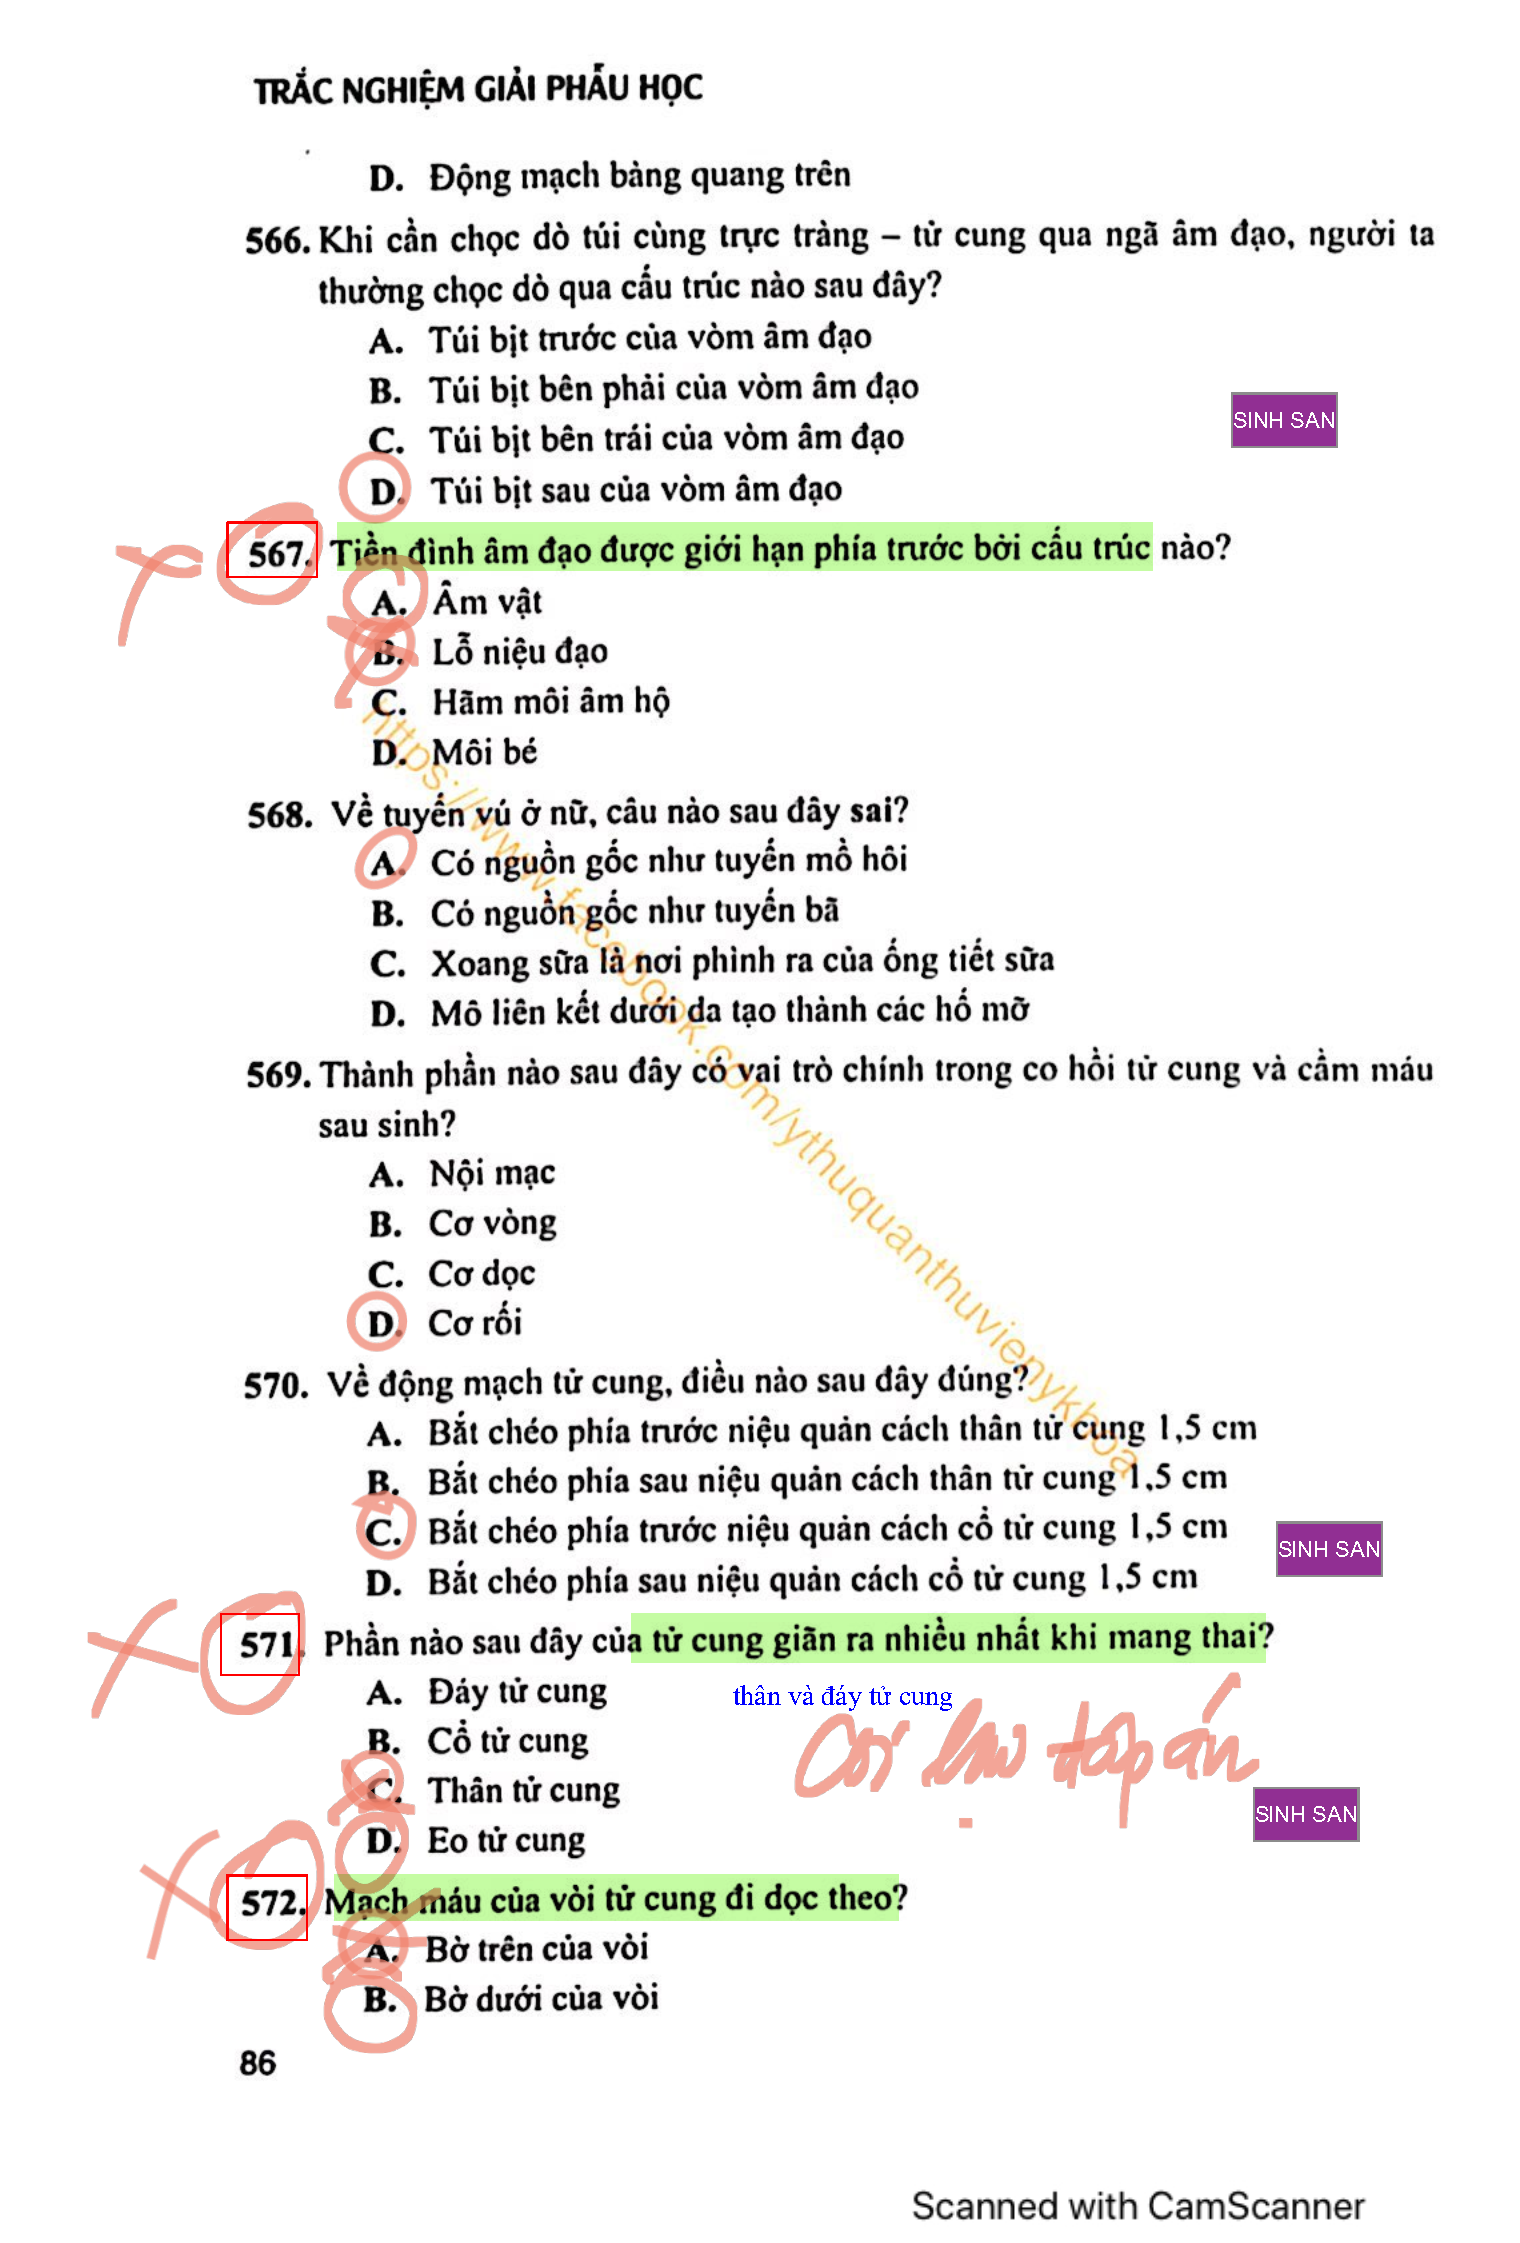 TRẮC NGHIỆM GIẢI PHẪU HỌC
D. Động mạch bàng quang trên
566. Khi cần chọc dò túi cùng trực tràng – tử cung qua ngã âm đạo, người ta
thường chọc dò qua cấu trúc nào sau đây?
A. Túi bịt trước của vòm âm đạo
B. Túi bịt bên phải của vòm âm đạo
SINH SAN
C. Túi bịt bên trái của vòm âm đạo
D. Túi bịt sau của vòm âm đạo
567. Tiền đình âm đạo được giới hạn phía trước bởi cấu trúc nào?
A. Âm vật
B. Lỗ niệu đạo
C. Hãm môi âm hộ
D. Môi bé
568. Về tuyến vú ở nữ, câu nào sau đây sai?
A. Có nguồn gốc như tuyến mồ hôi
B. Có nguồn gốc như tuyến bã
C. Xoang sữa là nơi phình ra của ống tiết sữa
D. Mô liên kết dưới da tạo thành các hố mỡ
569. Thành phần nào sau đây có vai trò chính trong co hồi tử cung và cầm máu
sau sinh?
A. Nội mạc
B. Cơ vòng
C. Cơ dọc
D. Cơ rối
570. Về động mạch tử cung, điều nào sau đây đúng?
A. Bắt chéo phía trước niệu quản cách thân tử cung 1,5 cm
B. Bắt chéo phía sau niệu quản cách thân tử cung 1,5 cm
C. Bắt chéo phía trước niệu quản cách cổ tử cung 1,5 cm
SINH SAN
D. Bắt chéo phía sau niệu quản cách cổ tử cung 1,5 cm
571. Phần nào sau đây của tử cung giãn ra nhiều nhất khi mang thai?
A. Đáy tử cung
thân và đáy tử cung
B. Cổ tử cung
coi lại đáp án
C. Thân tử cung
SINH SAN
D. Eo tử cung
572. Mạch máu của vòi tử cung đi dọc theo?
A. Bờ trên của vòi
B. Bờ dưới của vòi
86
https://www.facebook.com/ythuquanthuvienykhoa
Scanned with CamScanner